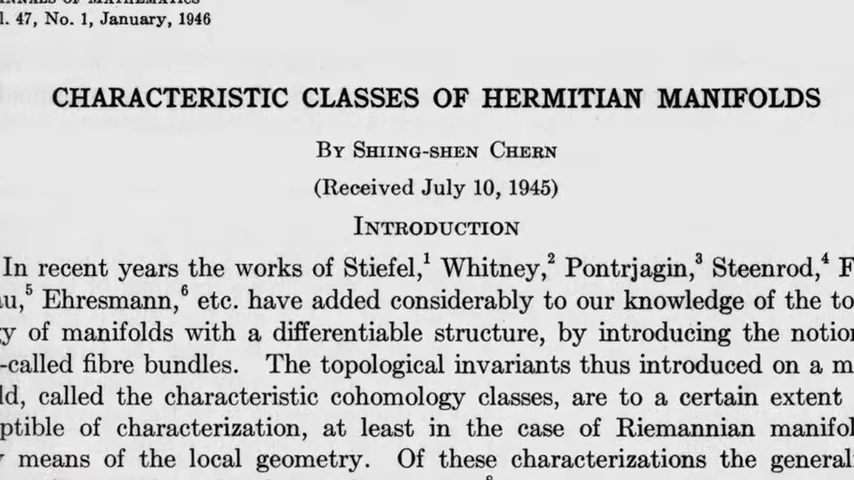 ANNALS OF MATHEMATICS
l. 47, No. 1, January, 1946
CHARACTERISTIC CLASSES OF HERMITIAN MANIFOLDS
BY SHIING-SHEN CHERN
(Received July 10, 1945)
INTRODUCTION
In recent years the works of Stiefel,¹ Whitney,² Pontrjagin,³ Steenrod,⁴ F
au,⁵ Ehresmann,⁶ etc. have added considerably to our knowledge of the to
y of manifolds with a differentiable structure, by introducing the notion
-called fibre bundles. The topological invariants thus introduced on a m
ld, called the characteristic cohomology classes, are to a certain extent
ptible of characterization, at least in the case of Riemannian manifol
means of the local geometry. Of these characterizations the generali